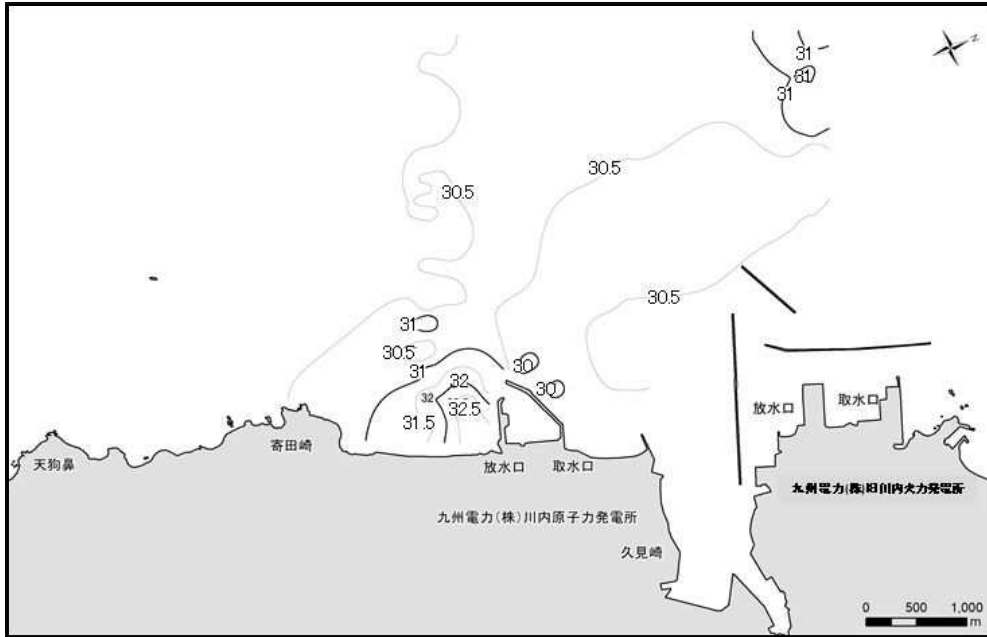 N
31
31
31
30.5
30.5
30.5
31
30.5
31
30
32
30
32
32.5
31.5
放水口
取水口
天狗鼻
寄田崎
放水口
取水口
九州電力(株)旧川内火力発電所
九州電力(株)川内原子力発電所
久見崎
0 500 1,000
m